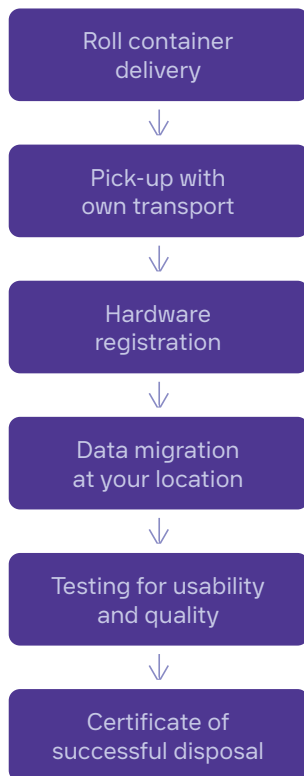 Roll container
delivery
Pick-up with
own transport
Hardware
registration
Data migration
at your location
Testing for usability
and quality
Certificate of
successful disposal